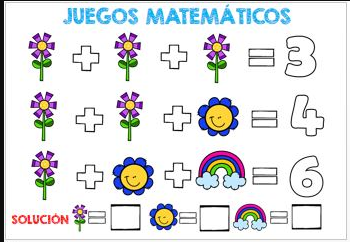 JUEGOS MATEMÁTICOS
+ + = 3
+ + = 4
+ + = 6
SOLUCIÓN = = =